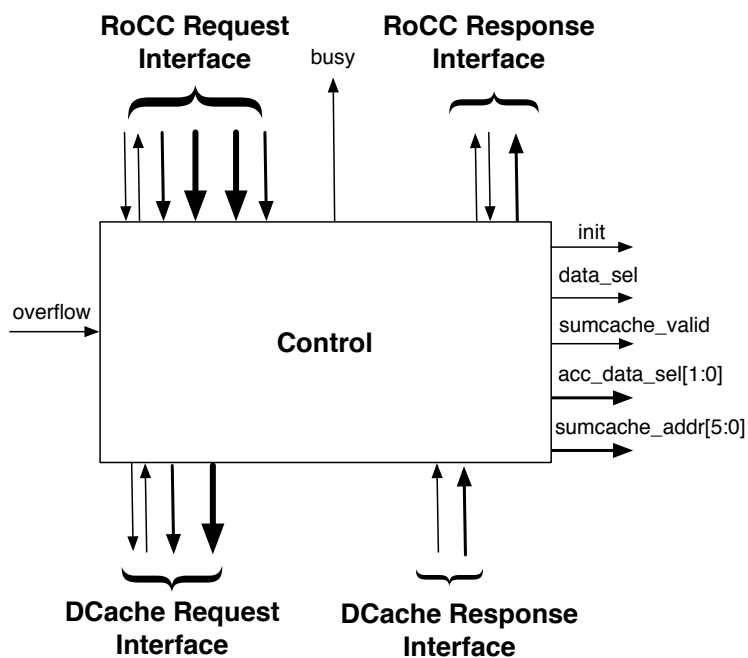 RoCC Request
Interface
busy
RoCC Response
Interface
init
data_sel
overflow
sumcache_valid
Control
acc_data_sel[1:0]
sumcache_addr[5:0]
DCache Request
Interface
DCache Response
Interface